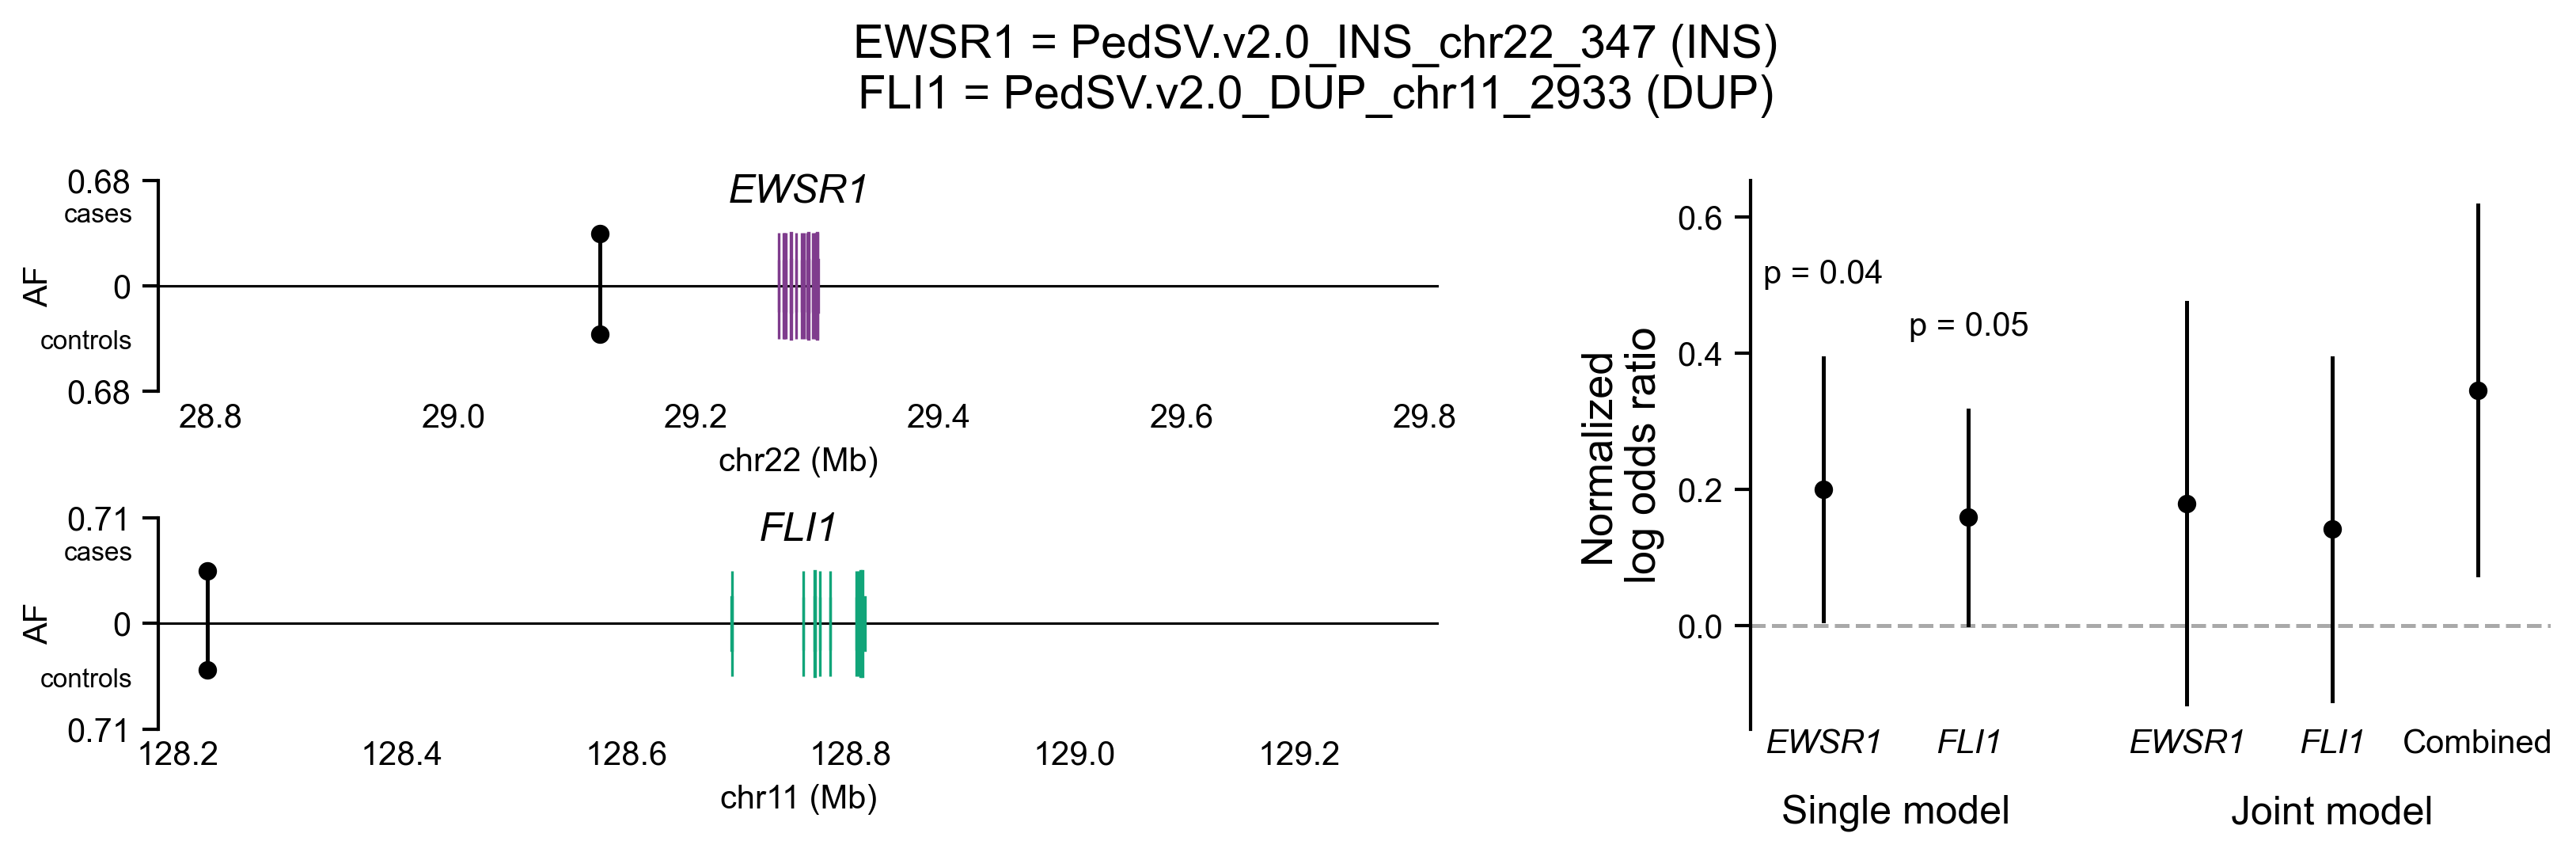 EWSR1 = PedSV.v2.0_INS_chr22_347 (INS)
FLI1 = PedSV.v2.0_DUP_chr11_2933 (DUP)
EWSR1
0.68
cases
AF
0
controls
0.68
28.8 29.0 29.2 29.4 29.6 29.8
chr22 (Mb)
FLI1
0.71
cases
AF
0
controls
0.71
128.2 128.4 128.6 128.8 129.0 129.2
chr11 (Mb)
Normalized
log odds ratio
0.6
0.4
0.2
0.0
p = 0.04
p = 0.05
EWSR1 FLI1 EWSR1 FLI1 Combined
Single model Joint model